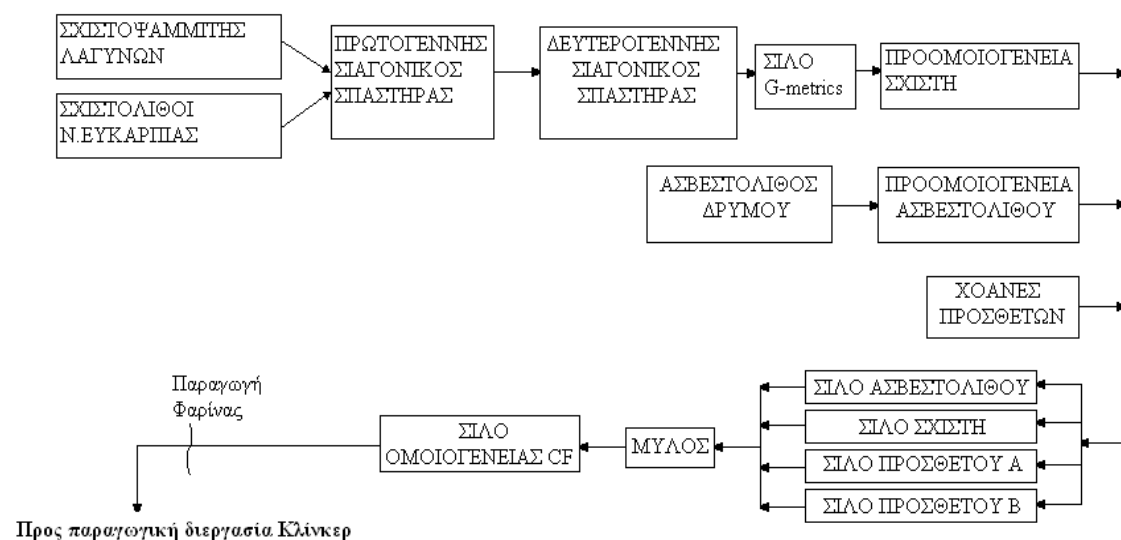 ΣΧΙΣΤΟΨΑΜΜΙΤΗΣ
ΛΑΓΥΝΩΝ
ΣΧΙΣΤΟΛΙΘΟΙ
Ν.ΕΥΚΑΡΠΙΑΣ
ΠΡΩΤΟΓΕΝΝΗΣ
ΣΙΑΓΟΝΙΚΟΣ
ΣΠΑΣΤΗΡΑΣ
ΔΕΥΤΕΡΟΓΕΝΝΗΣ
ΣΙΑΓΟΝΙΚΟΣ
ΣΠΑΣΤΗΡΑΣ
ΣΙΛΟ
G-metrics
ΠΡΟΟΜΟΙΟΓΕΝΕΙΑ
ΣΧΙΣΤΗ
ΑΣΒΕΣΤΟΛΙΘΟΣ
ΔΡΥΜΟΥ
ΠΡΟΟΜΟΙΟΓΕΝΕΙΑ
ΑΣΒΕΣΤΟΛΙΘΟΥ
ΧΟΑΝΕΣ
ΠΡΟΣΘΕΤΩΝ
ΣΙΛΟ ΑΣΒΕΣΤΟΛΙΘΟΥ
ΣΙΛΟ ΣΧΙΣΤΗ
ΣΙΛΟ ΠΡΟΣΘΕΤΟΥ Α
ΣΙΛΟ ΠΡΟΣΘΕΤΟΥ Β
ΜΥΛΟΣ
ΣΙΛΟ
ΟΜΟΙΟΓΕΝΕΙΑΣ CF
Παραγωγή
Φαρίνας
Προς παραγωγική διεργασία Κλίνκερ